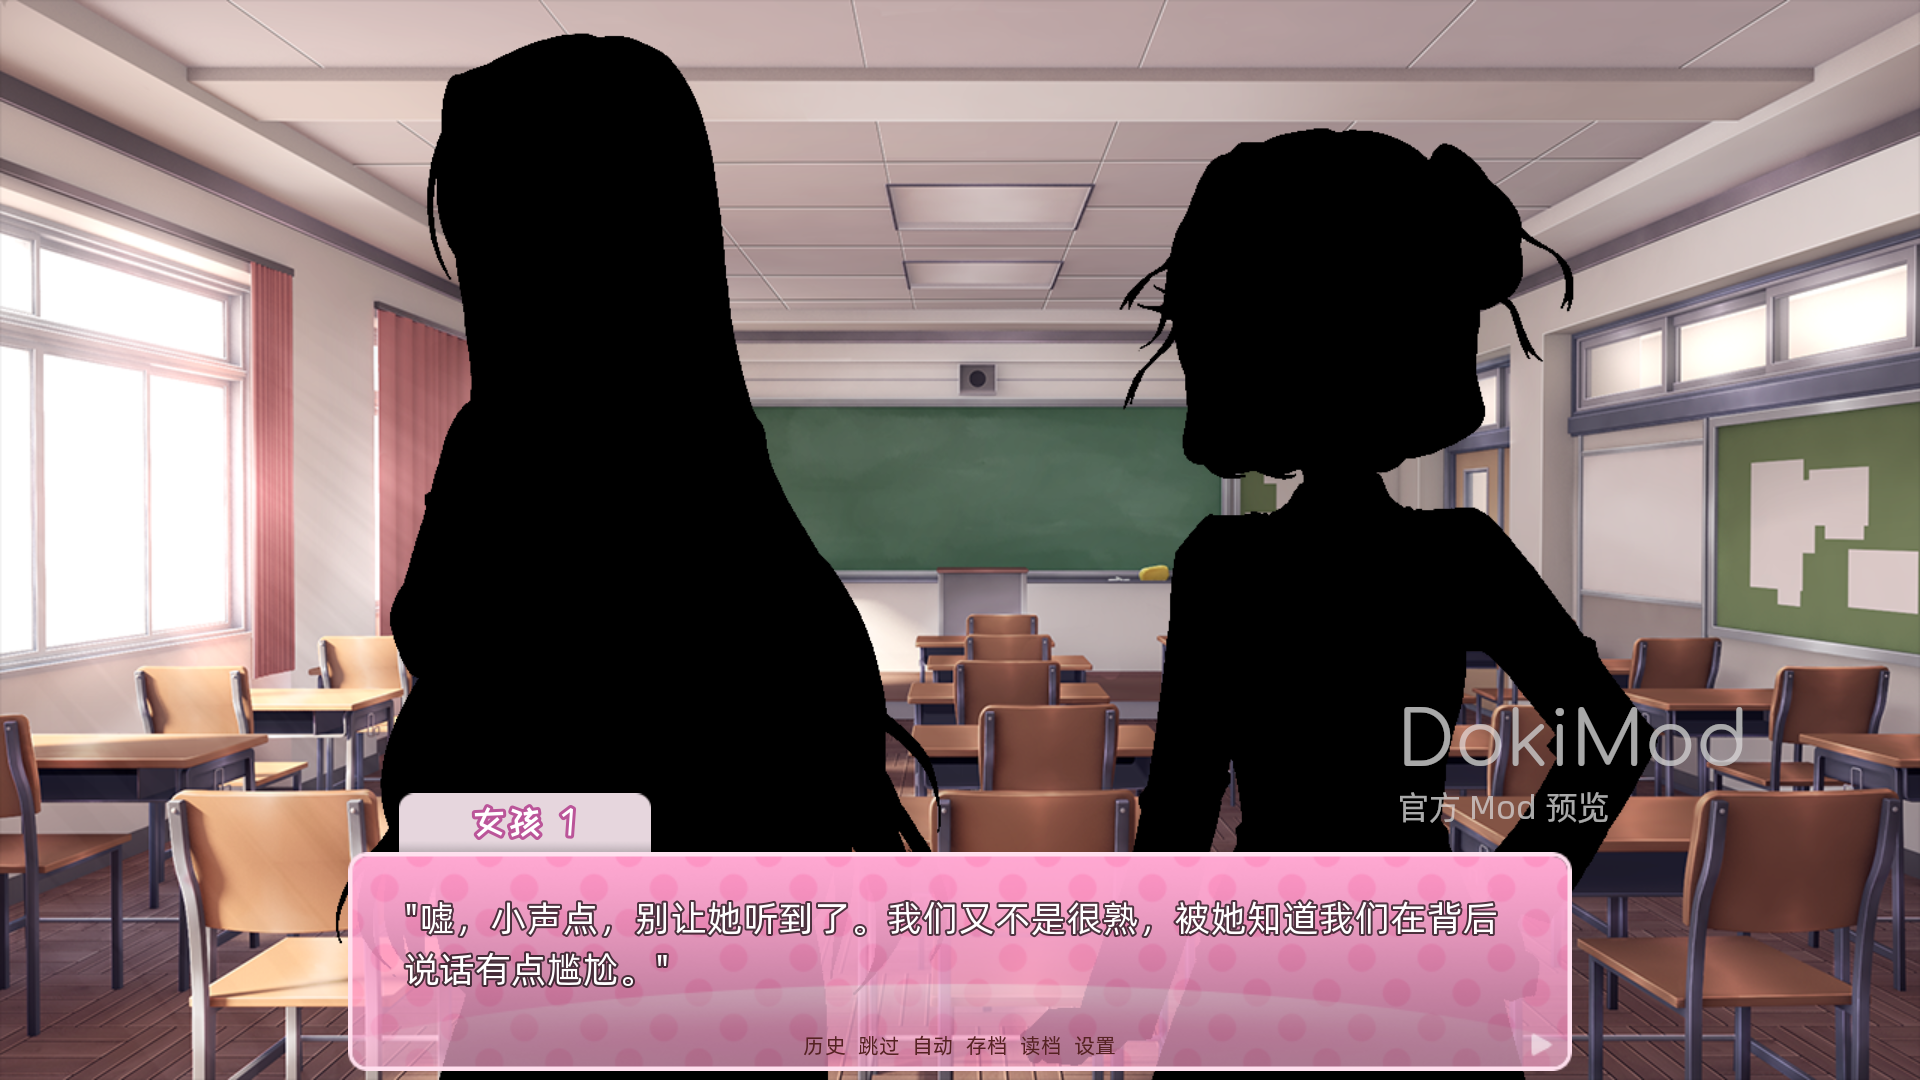 DokiMod
官方 Mod 预览
女孩 1
"嘘，小声点，别让她听到了。我们又不是很熟，被她知道我们在背后
说话有点尴尬。"
历史 跳过 自动 存档 读档 设置